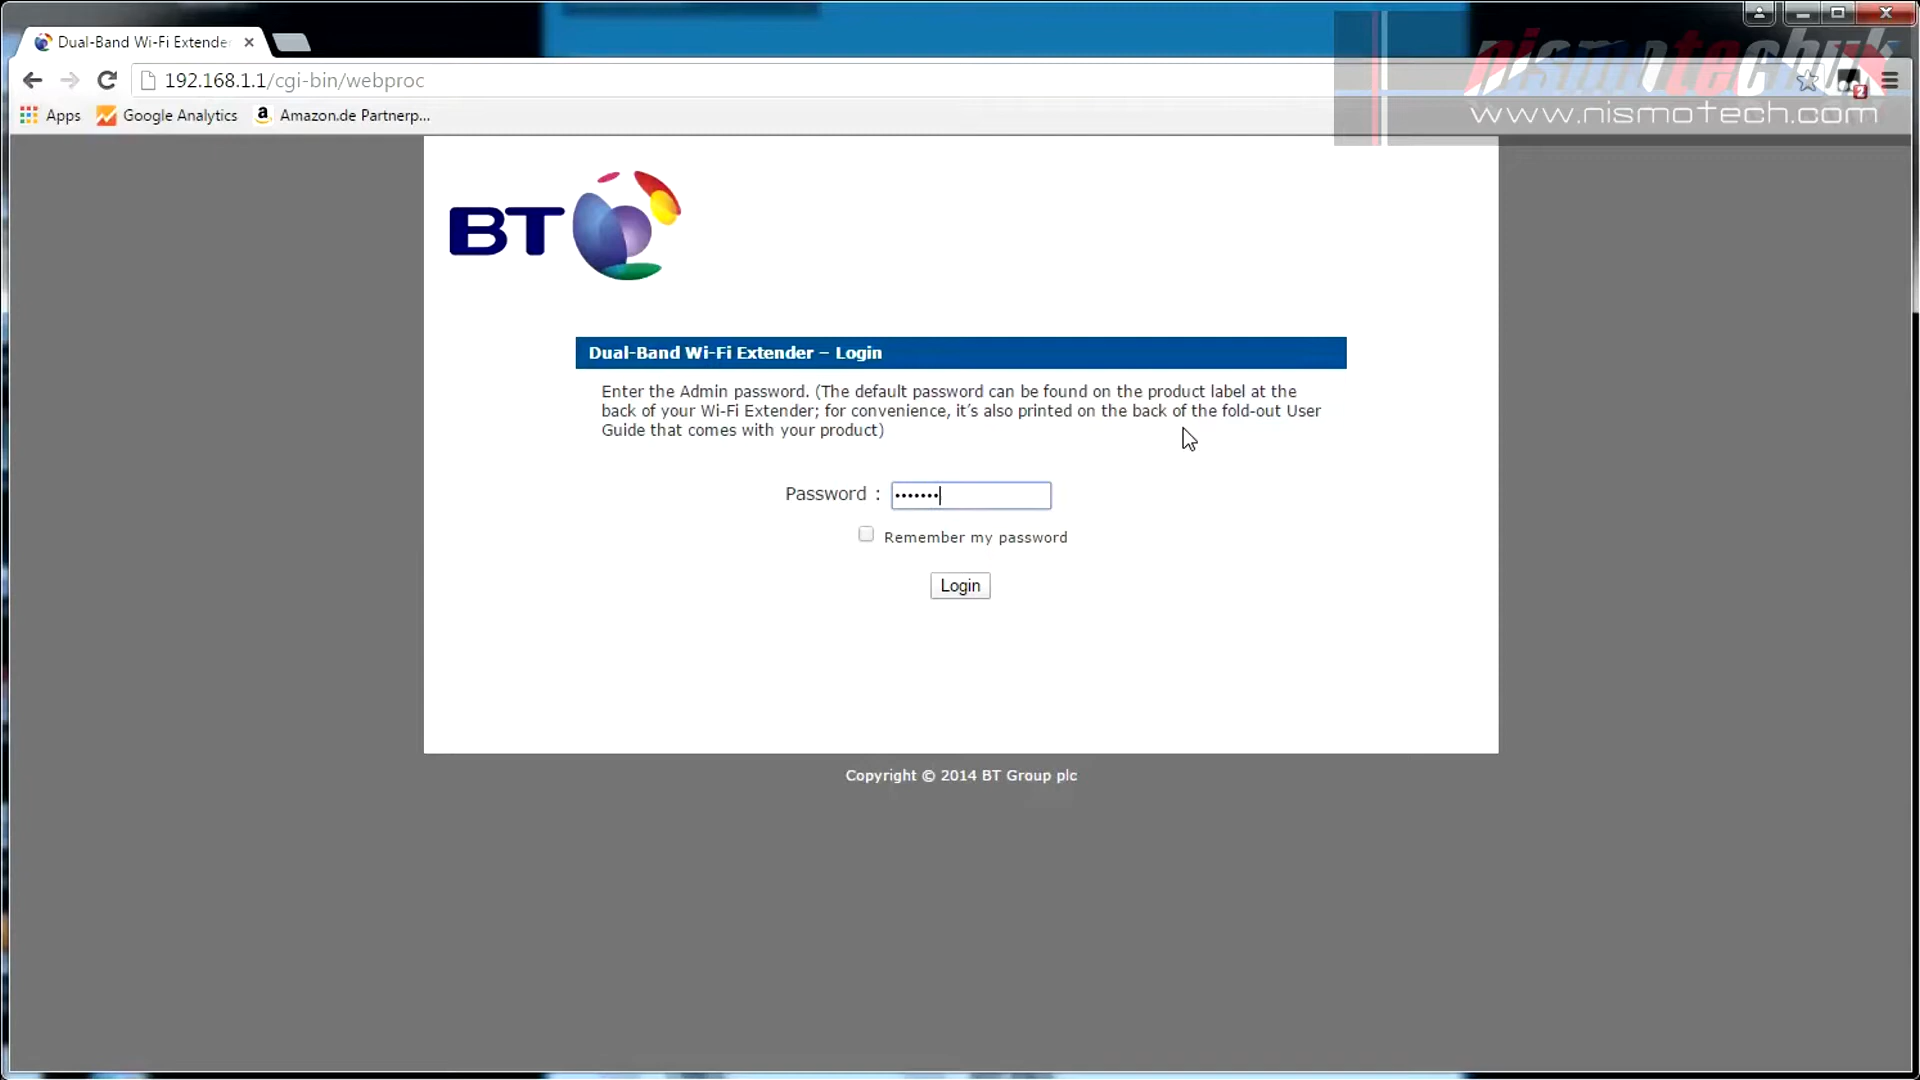 Dual-Band Wi-Fi Extende
nismotechuk
192.168.1.1/cgi-bin/webproc
2
Apps
Google Analytics
Amazon.de Partnerp...
www.nismotech.com
BT
Dual-Band Wi-Fi Extender – Login
Enter the Admin password. (The default password can be found on the product label at the
back of your Wi-Fi Extender; for convenience, it's also printed on the back of the fold-out User
Guide that comes with your product)
Password :
Remember my password
Login
Copyright © 2014 BT Group plc